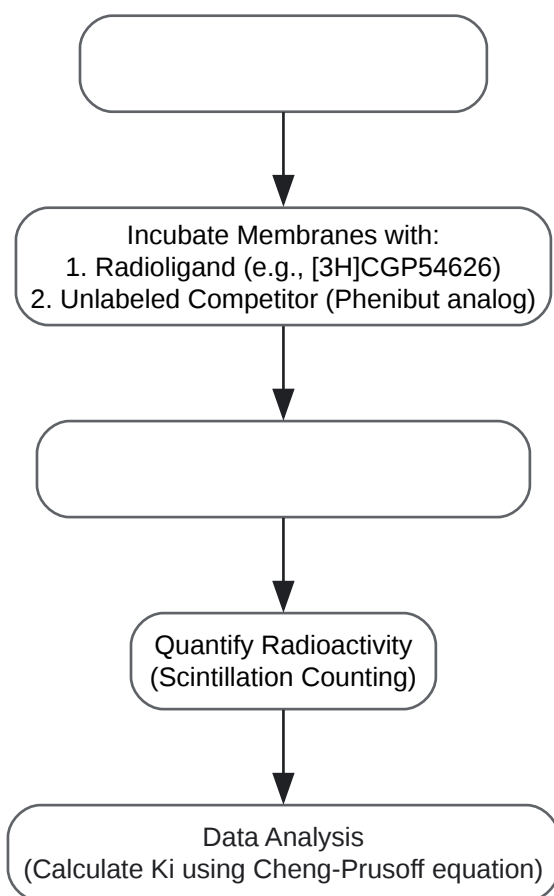 Incubate Membranes with:
1. Radioligand (e.g., [3H]CGP54626)
2. Unlabeled Competitor (Phenibut analog)
Quantify Radioactivity
(Scintillation Counting)
Data Analysis
(Calculate Ki using Cheng-Prusoff equation)